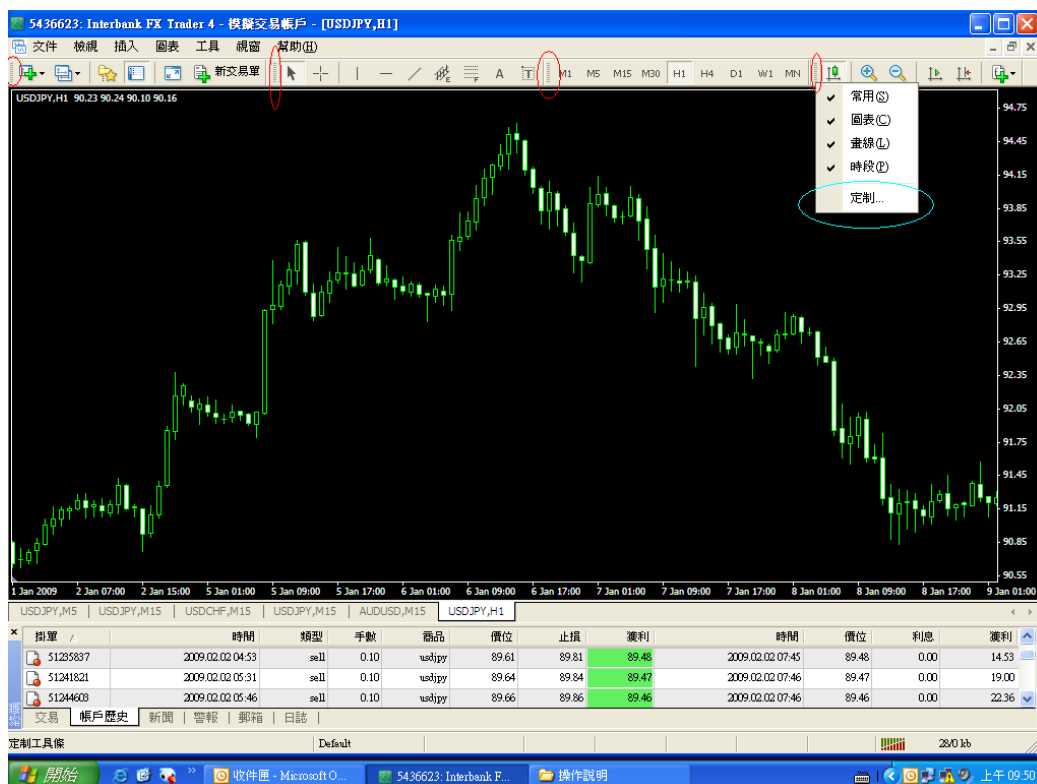 5436623: Interbank FX Trader 4 - 模擬交易帳戶 - [USDJPY,H1]
文件 檢視 插入 圖表 工具 視窗 幫助(H)
新交易單 A T M1 M5 M15 M30 H1 H4 D1 W1 MN
USDJPY,H1 90.23 90.24 90.10 90.16
常用(S)
圖表(C)
畫線(L)
時段(P)
定制...
94.75
94.45
94.15
93.85
93.55
93.25
92.95
92.65
92.35
92.05
91.75
91.45
91.15
90.85
90.55
1 Jan 2009 2 Jan 07:00 2 Jan 15:00 5 Jan 01:00 5 Jan 09:00 5 Jan 17:00 6 Jan 01:00 6 Jan 09:00 6 Jan 17:00 7 Jan 01:00 7 Jan 09:00 7 Jan 17:00 8 Jan 01:00 8 Jan 09:00 8 Jan 17:00 9 Jan 01:00
USDJPY,M5 | USDJPY,M15 | USDCHF,M15 | USDJPY,M15 | AUDUSD,M15 | USDJPY,H1
掛單 / 時間 類型 手數 商品 價位 止損 獲利 時間 價位 利息 獲利
51235837 2009.02.02 04:53 sell 0.10 usdjpy 89.61 89.81 89.48 2009.02.02 07:45 89.48 0.00 14.53
51241821 2009.02.02 05:31 sell 0.10 usdjpy 89.64 89.84 89.47 2009.02.02 07:46 89.47 0.00 19.00
51244603 2009.02.02 05:46 sell 0.10 usdjpy 89.66 89.86 89.46 2009.02.02 07:46 89.46 0.00 22.36
交易 帳戶歷史 新聞 | 警報 | 郵箱 | 日誌 |
定制工具條 Default 28/0 kb
開始 收件匣 - Microsoft O... 5436623: Interbank F... 操作說明 上午 09:50